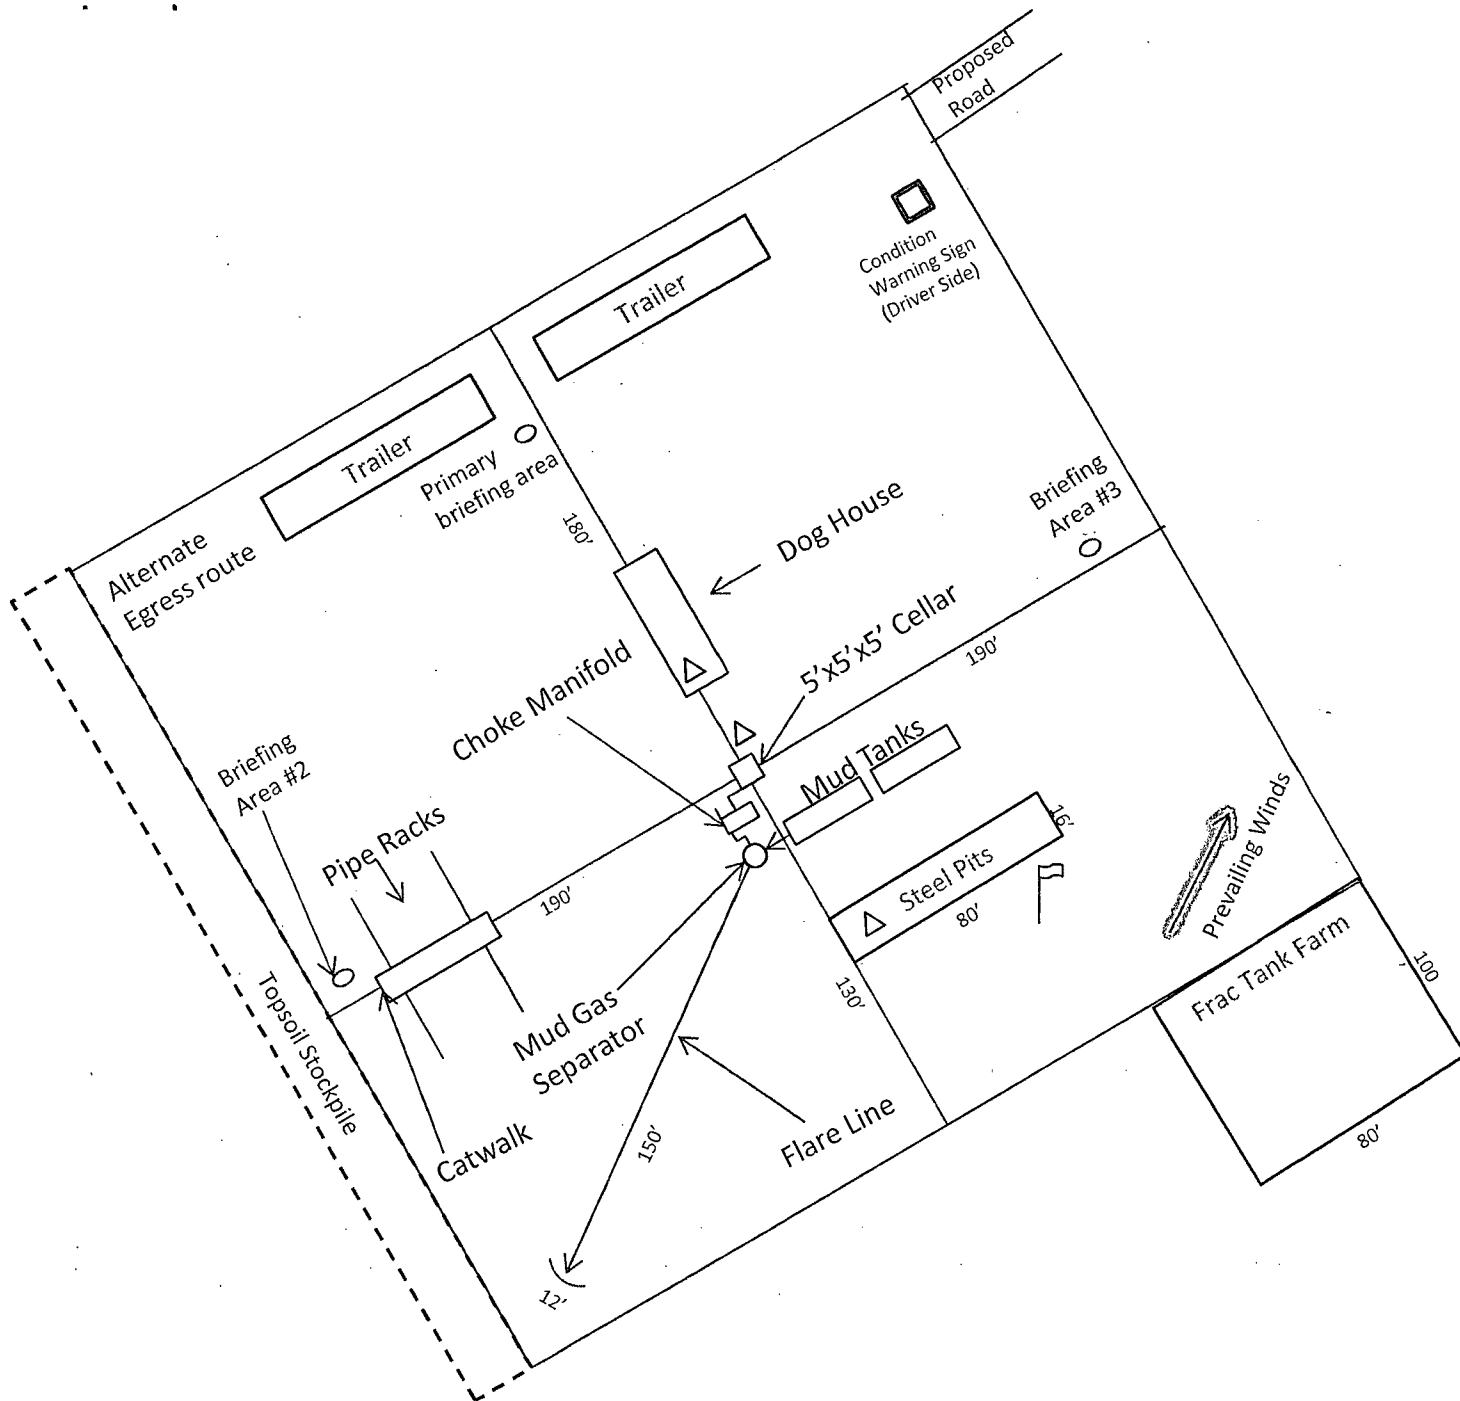 Proposed
Road
Condition
Warning Sign
(Driver Side)
Trailer
Trailer
Primary
briefing area
180'
Alternate
Egress route
Dog House
Briefing
Area #3
5'x5'x5' Cellar
190'
Choke Manifold
Mud Tanks
Briefing
Area #2
Pipe Racks
190'
16'
Steel Pits
80'
Prevailing Winds
130'
Frac Tank Farm
100
'
80'
Topsoil Stockpile
Mud Gas
Separator
Catwalk
150'
Flare Line
12'